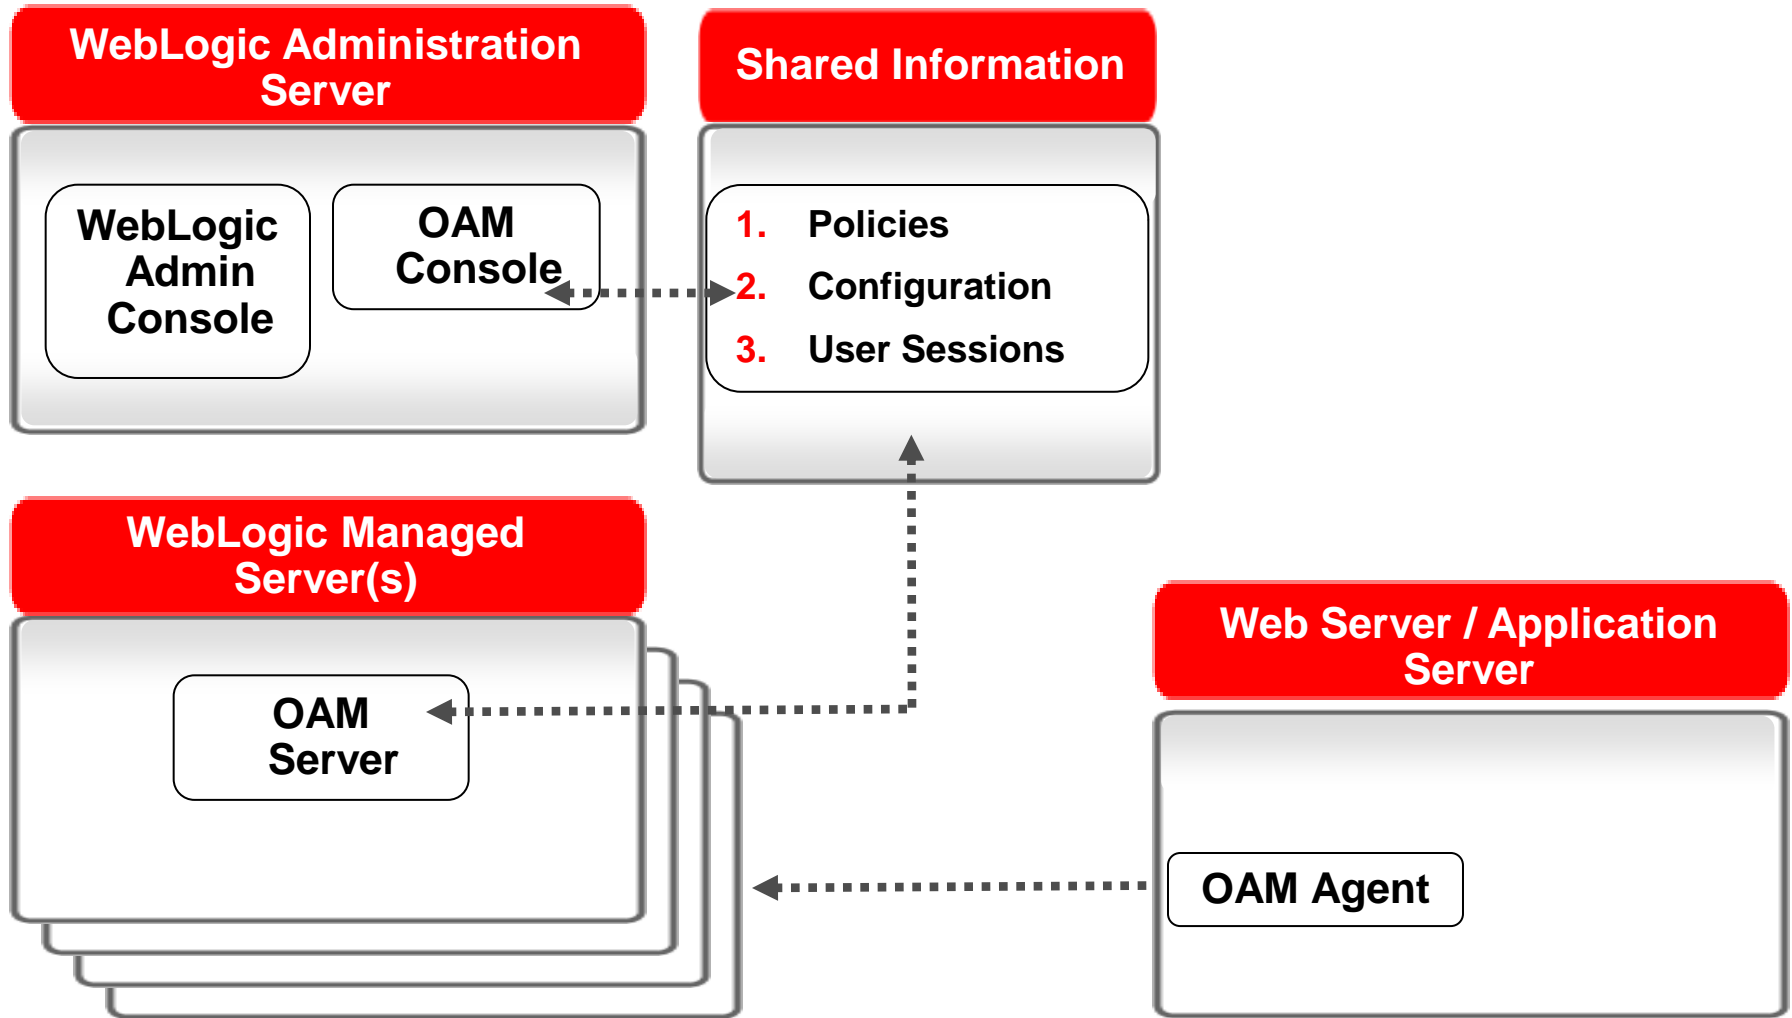 WebLogic Administration
Server
WebLogic
Admin
Console
OAM
Console
Shared Information
1. Policies
2. Configuration
3. User Sessions
WebLogic Managed
Server(s)
OAM
Server
Web Server / Application
Server
OAM Agent